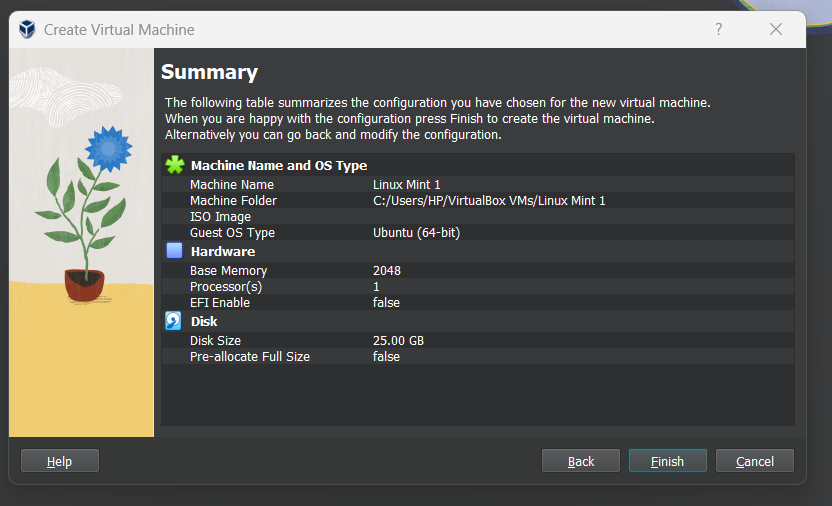 Create Virtual Machine
?
Summary
The following table summarizes the configuration you have chosen for the new virtual machine.
When you are happy with the configuration press Finish to create the virtual machine.
Alternatively you can go back and modify the configuration.
Machine Name and OS Type
Machine Name Linux Mint 1
Machine Folder C:/Users/HP/VirtualBox VMs/Linux Mint 1
ISO Image
Guest OS Type Ubuntu (64-bit)
Hardware
Base Memory 2048
Processor(s) 1
EFI Enable false
Disk
Disk Size 25.00 GB
Pre-allocate Full Size false
Help Back Finish Cancel